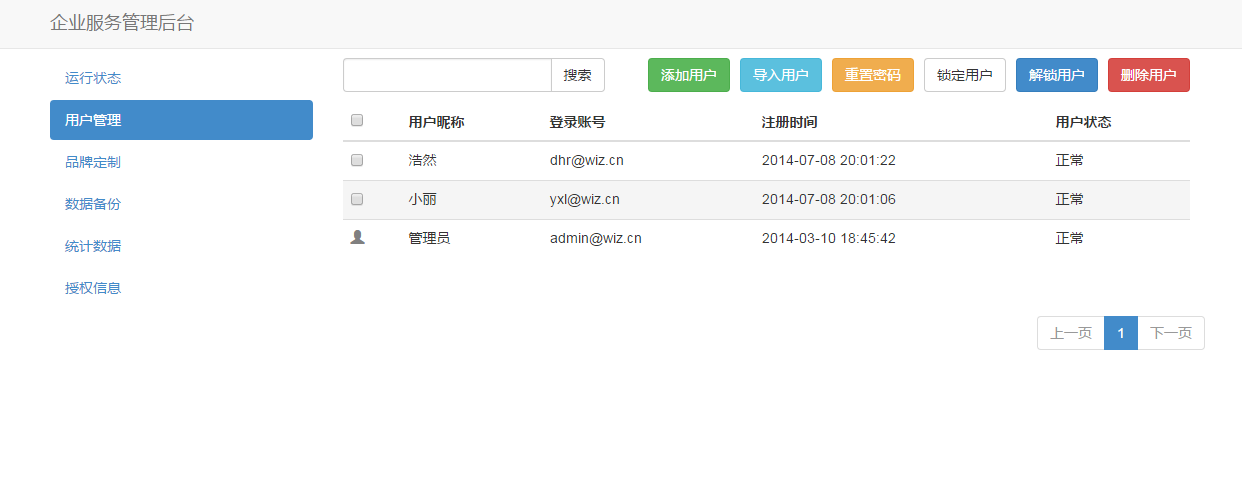 企业服务管理后台
运行状态
用户管理
品牌定制
数据备份
统计数据
授权信息
搜索 添加用户 导入用户 重置密码 锁定用户 解锁用户 删除用户
用户昵称 登录账号 注册时间 用户状态
浩然 dhr@wiz.cn 2014-07-08 20:01:22 正常
小丽 yxl@wiz.cn 2014-07-08 20:01:06 正常
管理员 admin@wiz.cn 2014-03-10 18:45:42 正常
上一页 1 下一页